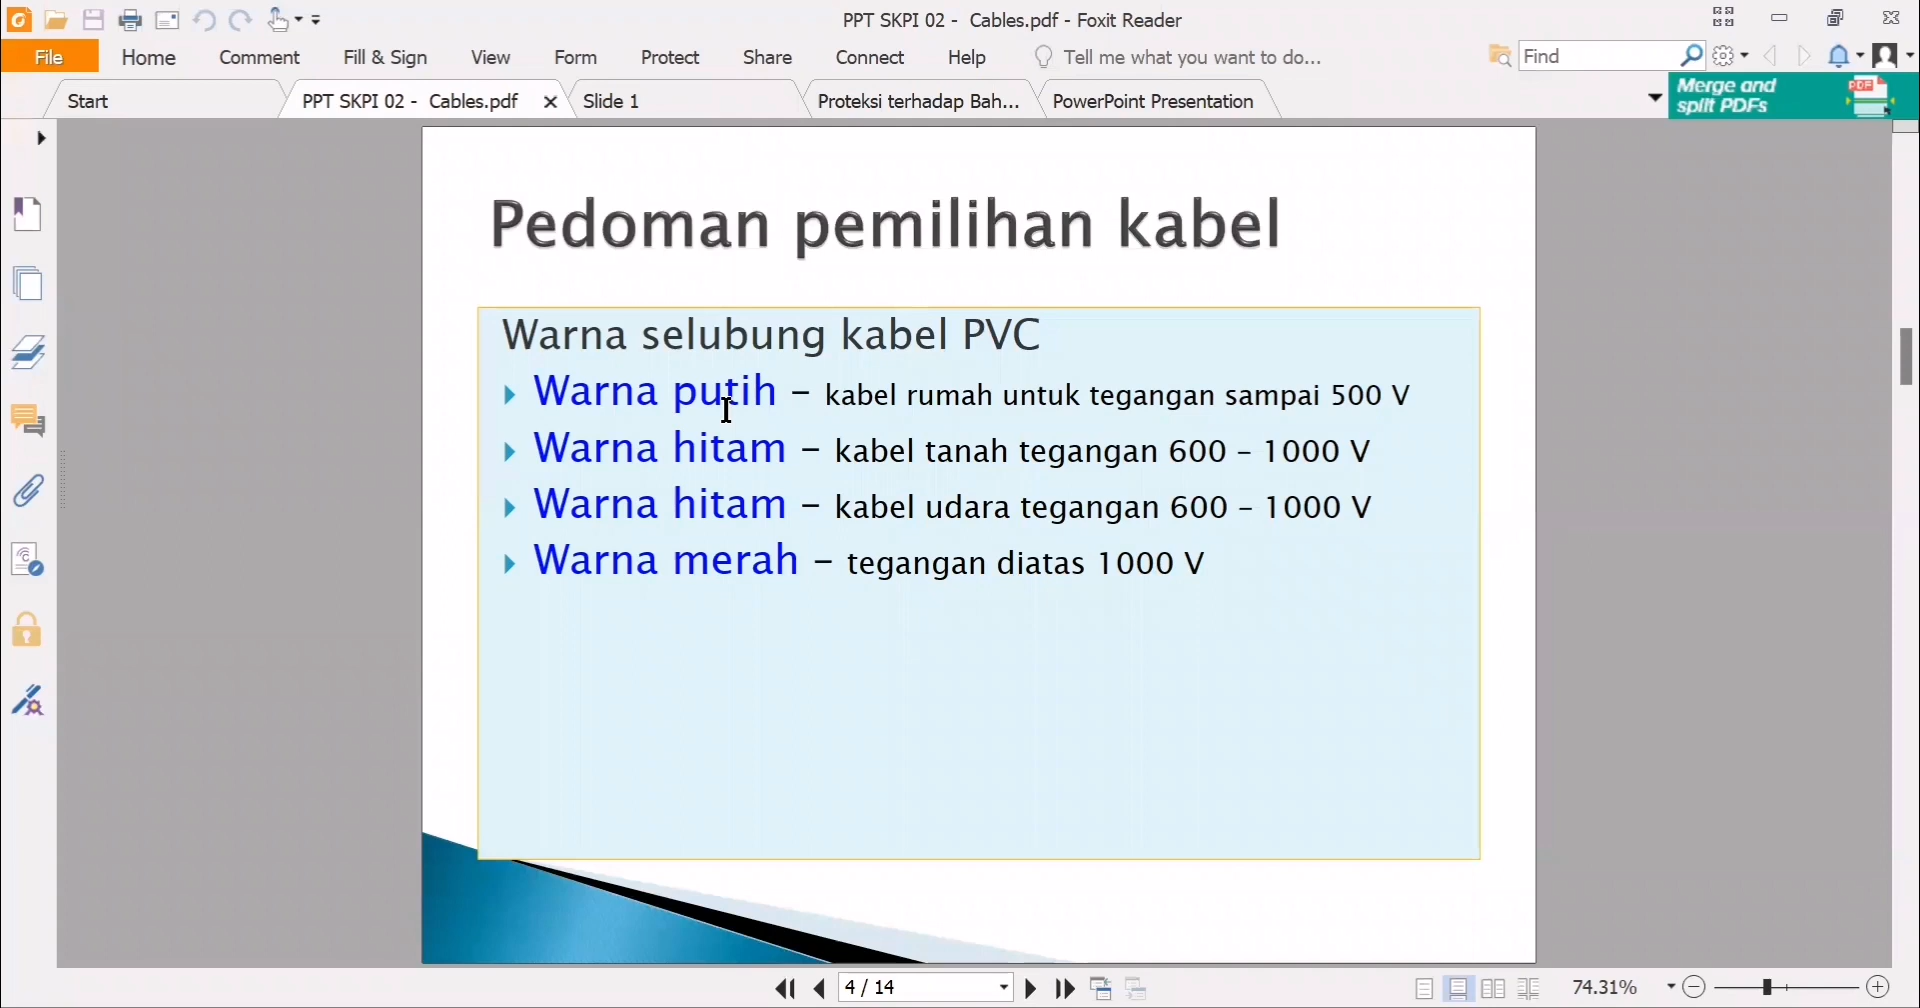 PPT SKPI 02 - Cables.pdf - Foxit Reader
File Home Comment Fill & Sign View Form Protect Share Connect Help Tell me what you want to do... Find
Start PPT SKPI 02 - Cables.pdf Slide 1 Proteksi terhadap Bah... PowerPoint Presentation
Merge and
split PDFs
PDF
Pedoman pemilihan kabel
Warna selubung kabel PVC
Warna putih – kabel rumah untuk tegangan sampai 500 V
Warna hitam – kabel tanah tegangan 600 – 1000 V
Warna hitam – kabel udara tegangan 600 – 1000 V
Warna merah – tegangan diatas 1000 V
4 / 14
74.31%